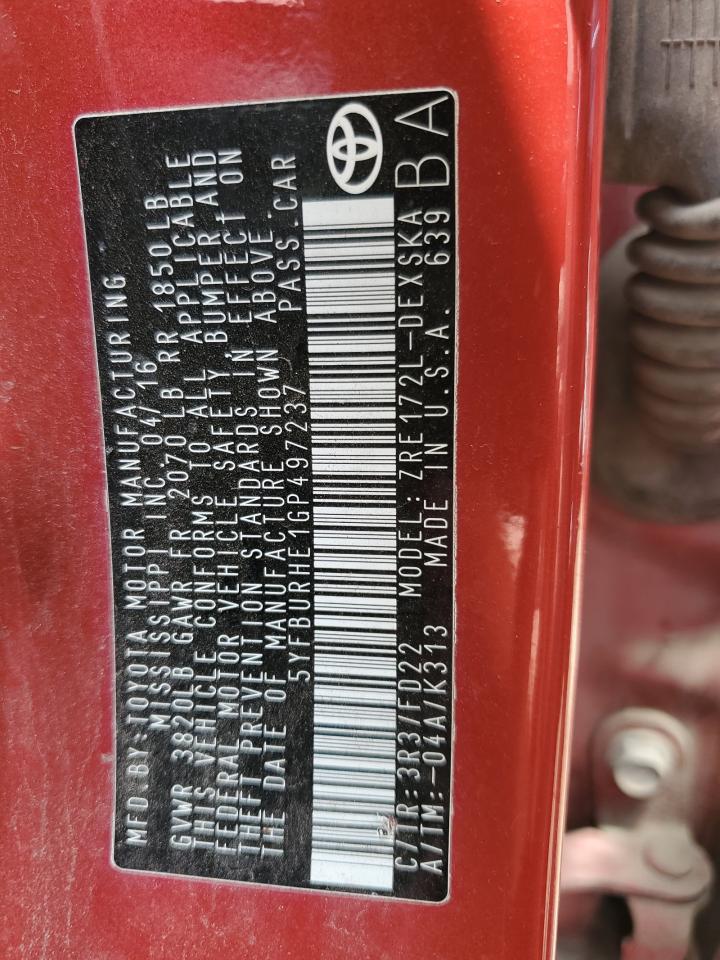 MFD.BY:TOYOTA MOTOR MANUFACTURING
MISSISSIPPI INC. 04/16
GVWR 3820LB GAWR FR 2070 LB RR 1850LB
THIS VEHICLE CONFORMS TO ALL APPLICABLE
FEDERAL MOTOR VEHICLE SAFETY, BUMPER AND
THEFT PREVENTION STANDARDS IN EFFECT ON
THE DATE OF MANUFACTURE SHOWN ABOVE.
5YFBURHE1GP497237 PASS.CAR
C/TR:3R3/FD22 MODEL:ZRE172L-DEXSKA
A/TM:-04A/K313 MADE IN U.S.A. 639
BA